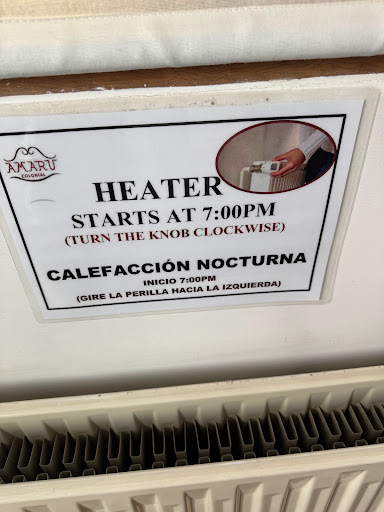 AMARU
COLONIAL
HEATER
STARTS AT 7:00PM
(TURN THE KNOB CLOCKWISE)
CALEFACCIÓN NOCTURNA
INICIO 7:00PM
(GIRE LA PERILLA HACIA LA IZQUIERDA)